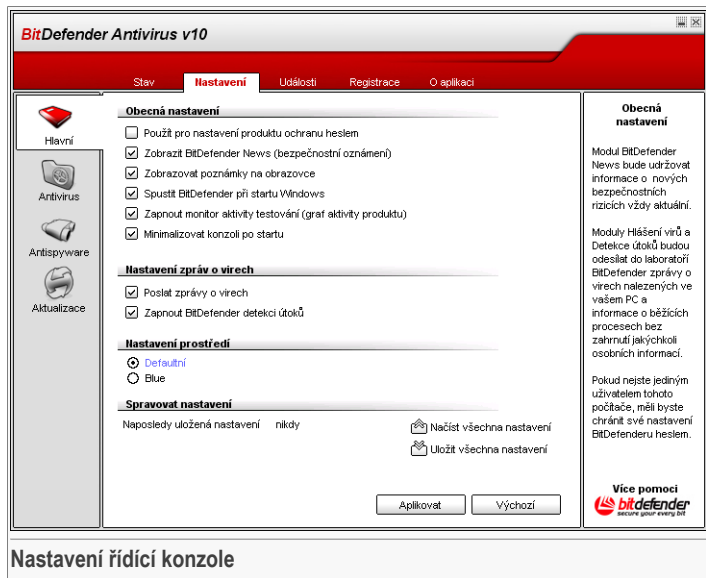 BitDefender Antivirus v10
Stav Nastavení Události Registrace O aplikaci
Hlavní
Antivirus
Antispyware
Aktualizace
Obecná nastavení
Použít pro nastavení produktu ochranu heslem
Zobrazit BitDefender News (bezpečnostní oznámení)
Zobrazovat poznámky na obrazovce
Spustit BitDefender při startu Windows
Zapnout monitor aktivity testování (graf aktivity produktu)
Minimalizovat konzoli po startu
Nastavení zpráv o virech
Poslat zprávy o virech
Zapnout BitDefender detekci útoků
Nastavení prostředí
Defaultní
Blue
Spravovat nastavení
Naposledy uložená nastavení nikdy
Načíst všechna nastavení
Uložit všechna nastavení
Aplikovat Výchozí
Obecná
nastavení
Modul BitDefender
News bude udržovat
informace o nových
bezpečnostních
rizicích vždy aktuální.
Moduly Hlášení virů a
Detekce útoků budou
odesílat do laboratoří
BitDefender zprávy o
virech nalezených ve
vašem PC a
informace o běžících
procesech bez
zahrnutí jakýchkoli
osobních informací.
Pokud nejste jediným
uživatelem tohoto
počítače, měli byste
chránit své nastavení
BitDefenderu heslem.
Více pomoci
bitdefender
secure your every bit
Nastavení řídící konzole